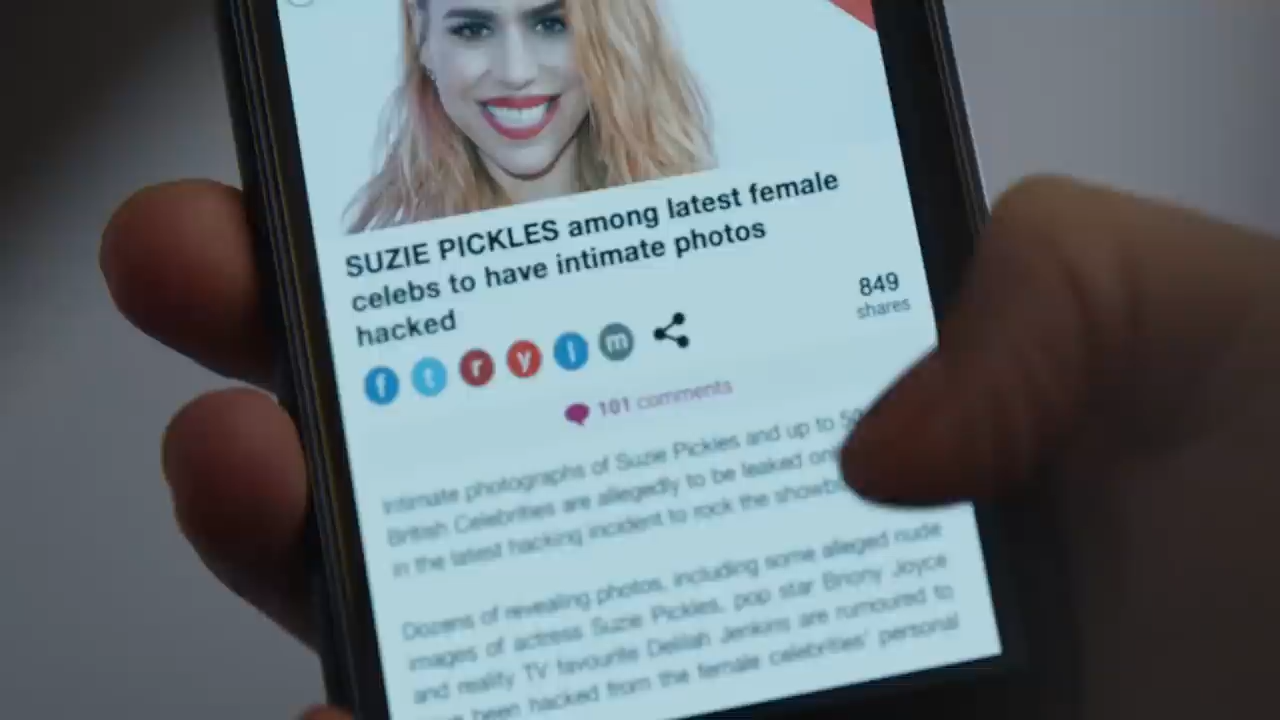 SUZIE PICKLES among latest female
celebs to have intimate photos
hacked
849
shares
f t r y l m
101 comments
Intimate photographs of Suzie Pickles and up to
British Celebrities are allegedly to be leaked
in the latest hacking incident to rock the
Dozens of revealing photos, including some alleged nude
images of actress Suzie Pickles, pop star Briony Joyce
and reality TV favourite Delilah Jenkins are rumoured to
been hacked from the female celebrities' personal